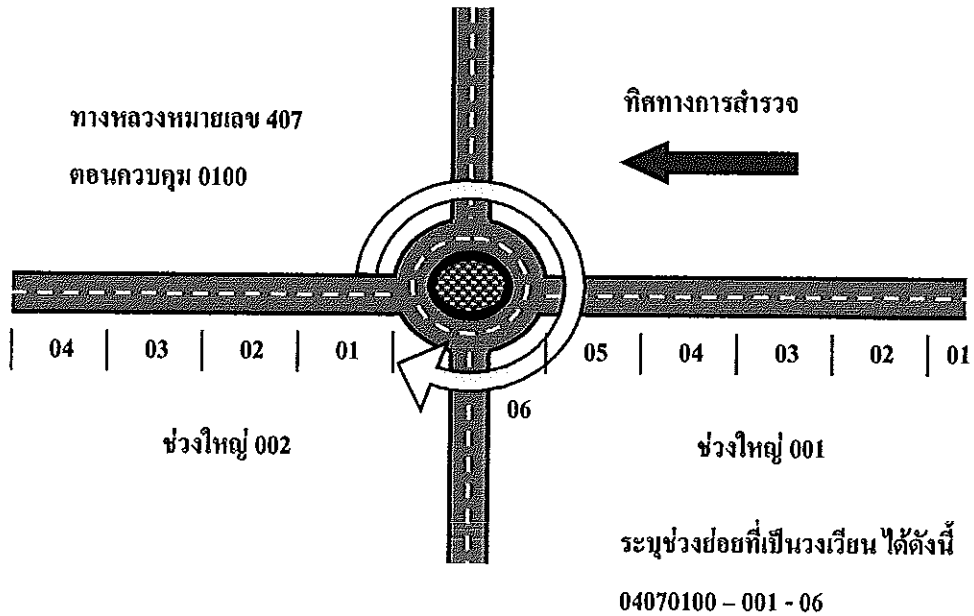 ทางหลวงหมายเลข 407
ตอนควบคุม 0100
ทิศทางการสำรวจ
04 03 02 01 05 04 03 02 01
06
ช่วงใหญ่ 002
ช่วงใหญ่ 001
ระบุช่วงย่อยที่เป็นวงเวียน ได้ดังนี้
04070100 – 001 - 06